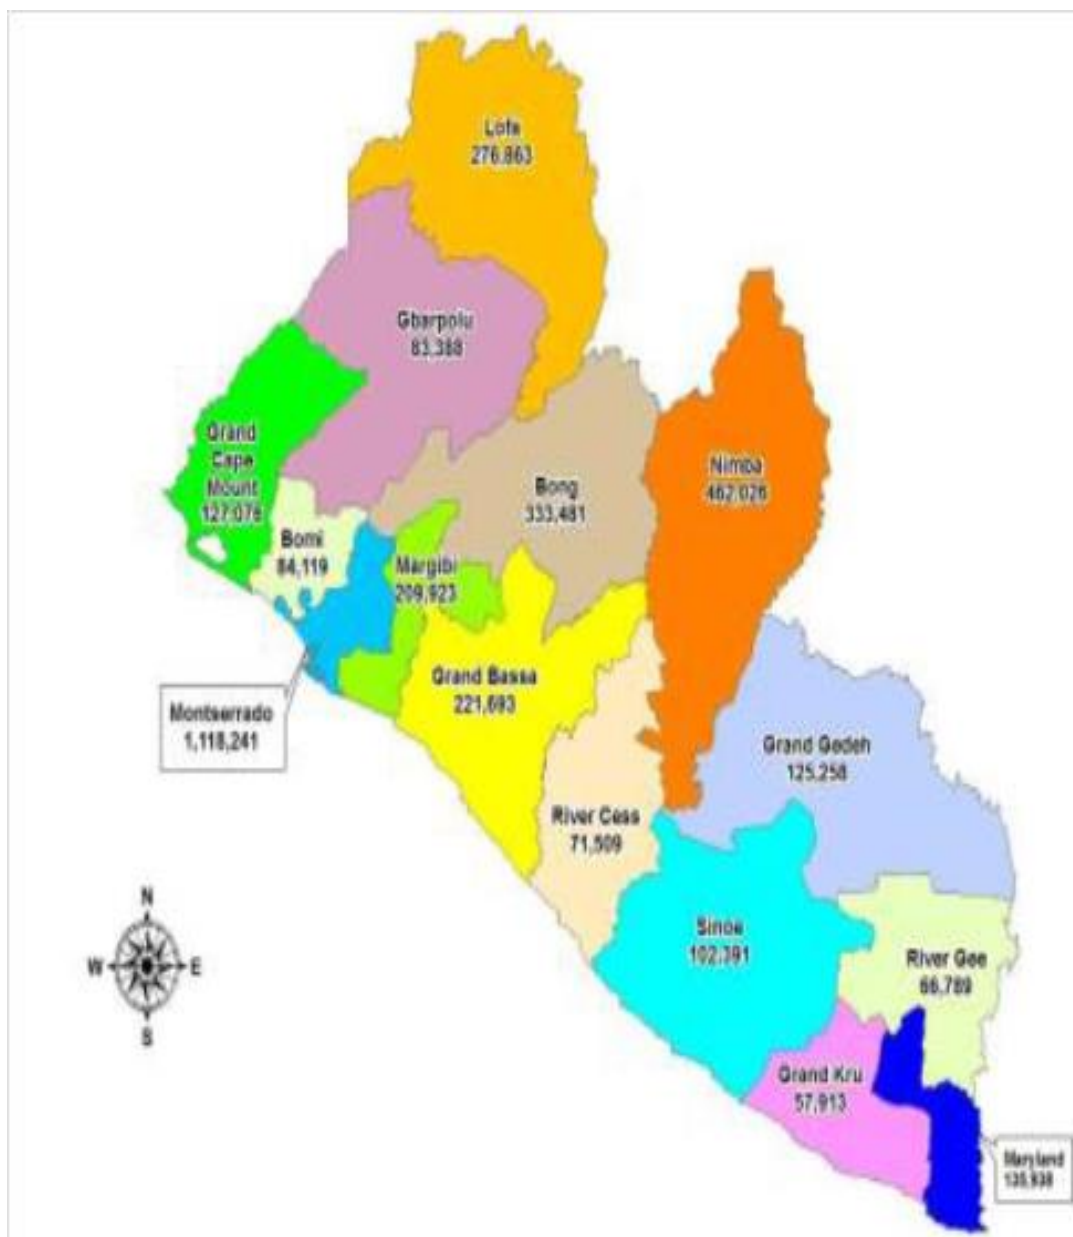 Lofa
276,863
Gbarpolu
83,388
Grand
Cape
Mount
127,076
Nimba
462,026
Bong
333,481
Bomi
84,119
Margibi
209,923
Grand Bassa
221,693
Montserrado
1,118,241
Grand Gedeh
125,258
River Cess
71,509
N
W E
S
Sinoe
102,391
River Gee
66,789
Grand Kru
57,913
Maryland
135,938